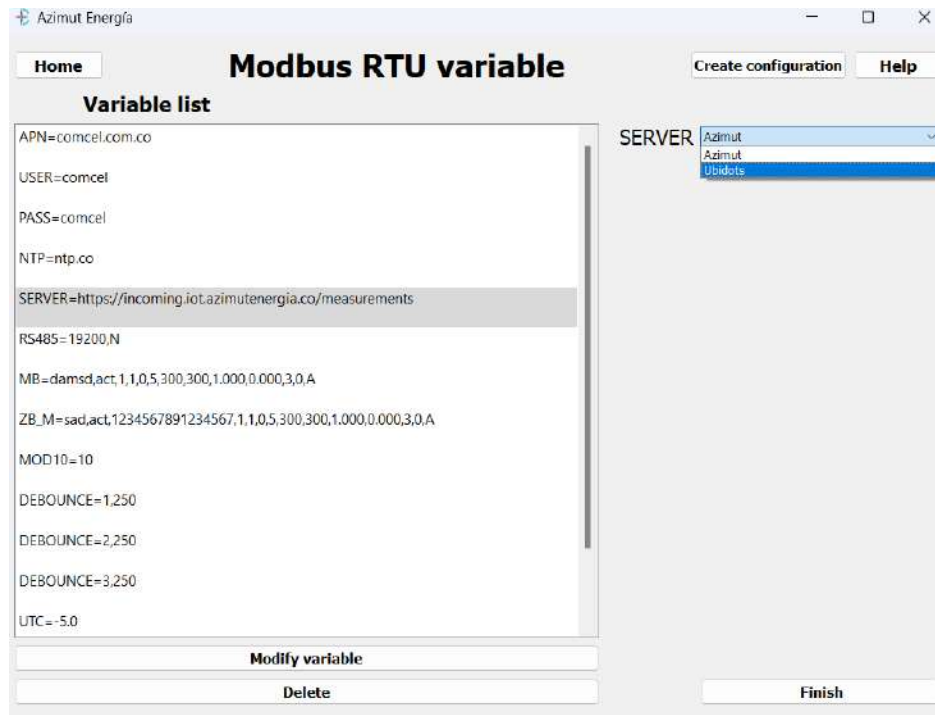 Azimut Energía
Home
Modbus RTU variable
Create configuration
Help
Variable list
APN=comcel.com.co
USER=comcel
PASS=comcel
NTP=ntp.co
SERVER=https://incoming.iot.azimutenergia.co/measurements
RS485=19200,N
MB=damsd,act,1,1,0,5,300,300,1.000,0.000,3,0,A
ZB_M=sad,act,1234567891234567,1,1,0,5,300,300,1.000,0.000,3,0,A
MOD10=10
DEBOUNCE=1,250
DEBOUNCE=2,250
DEBOUNCE=3,250
UTC=-5.0
SERVER
Azimut
Azimut
Ubidots
Modify variable
Delete
Finish